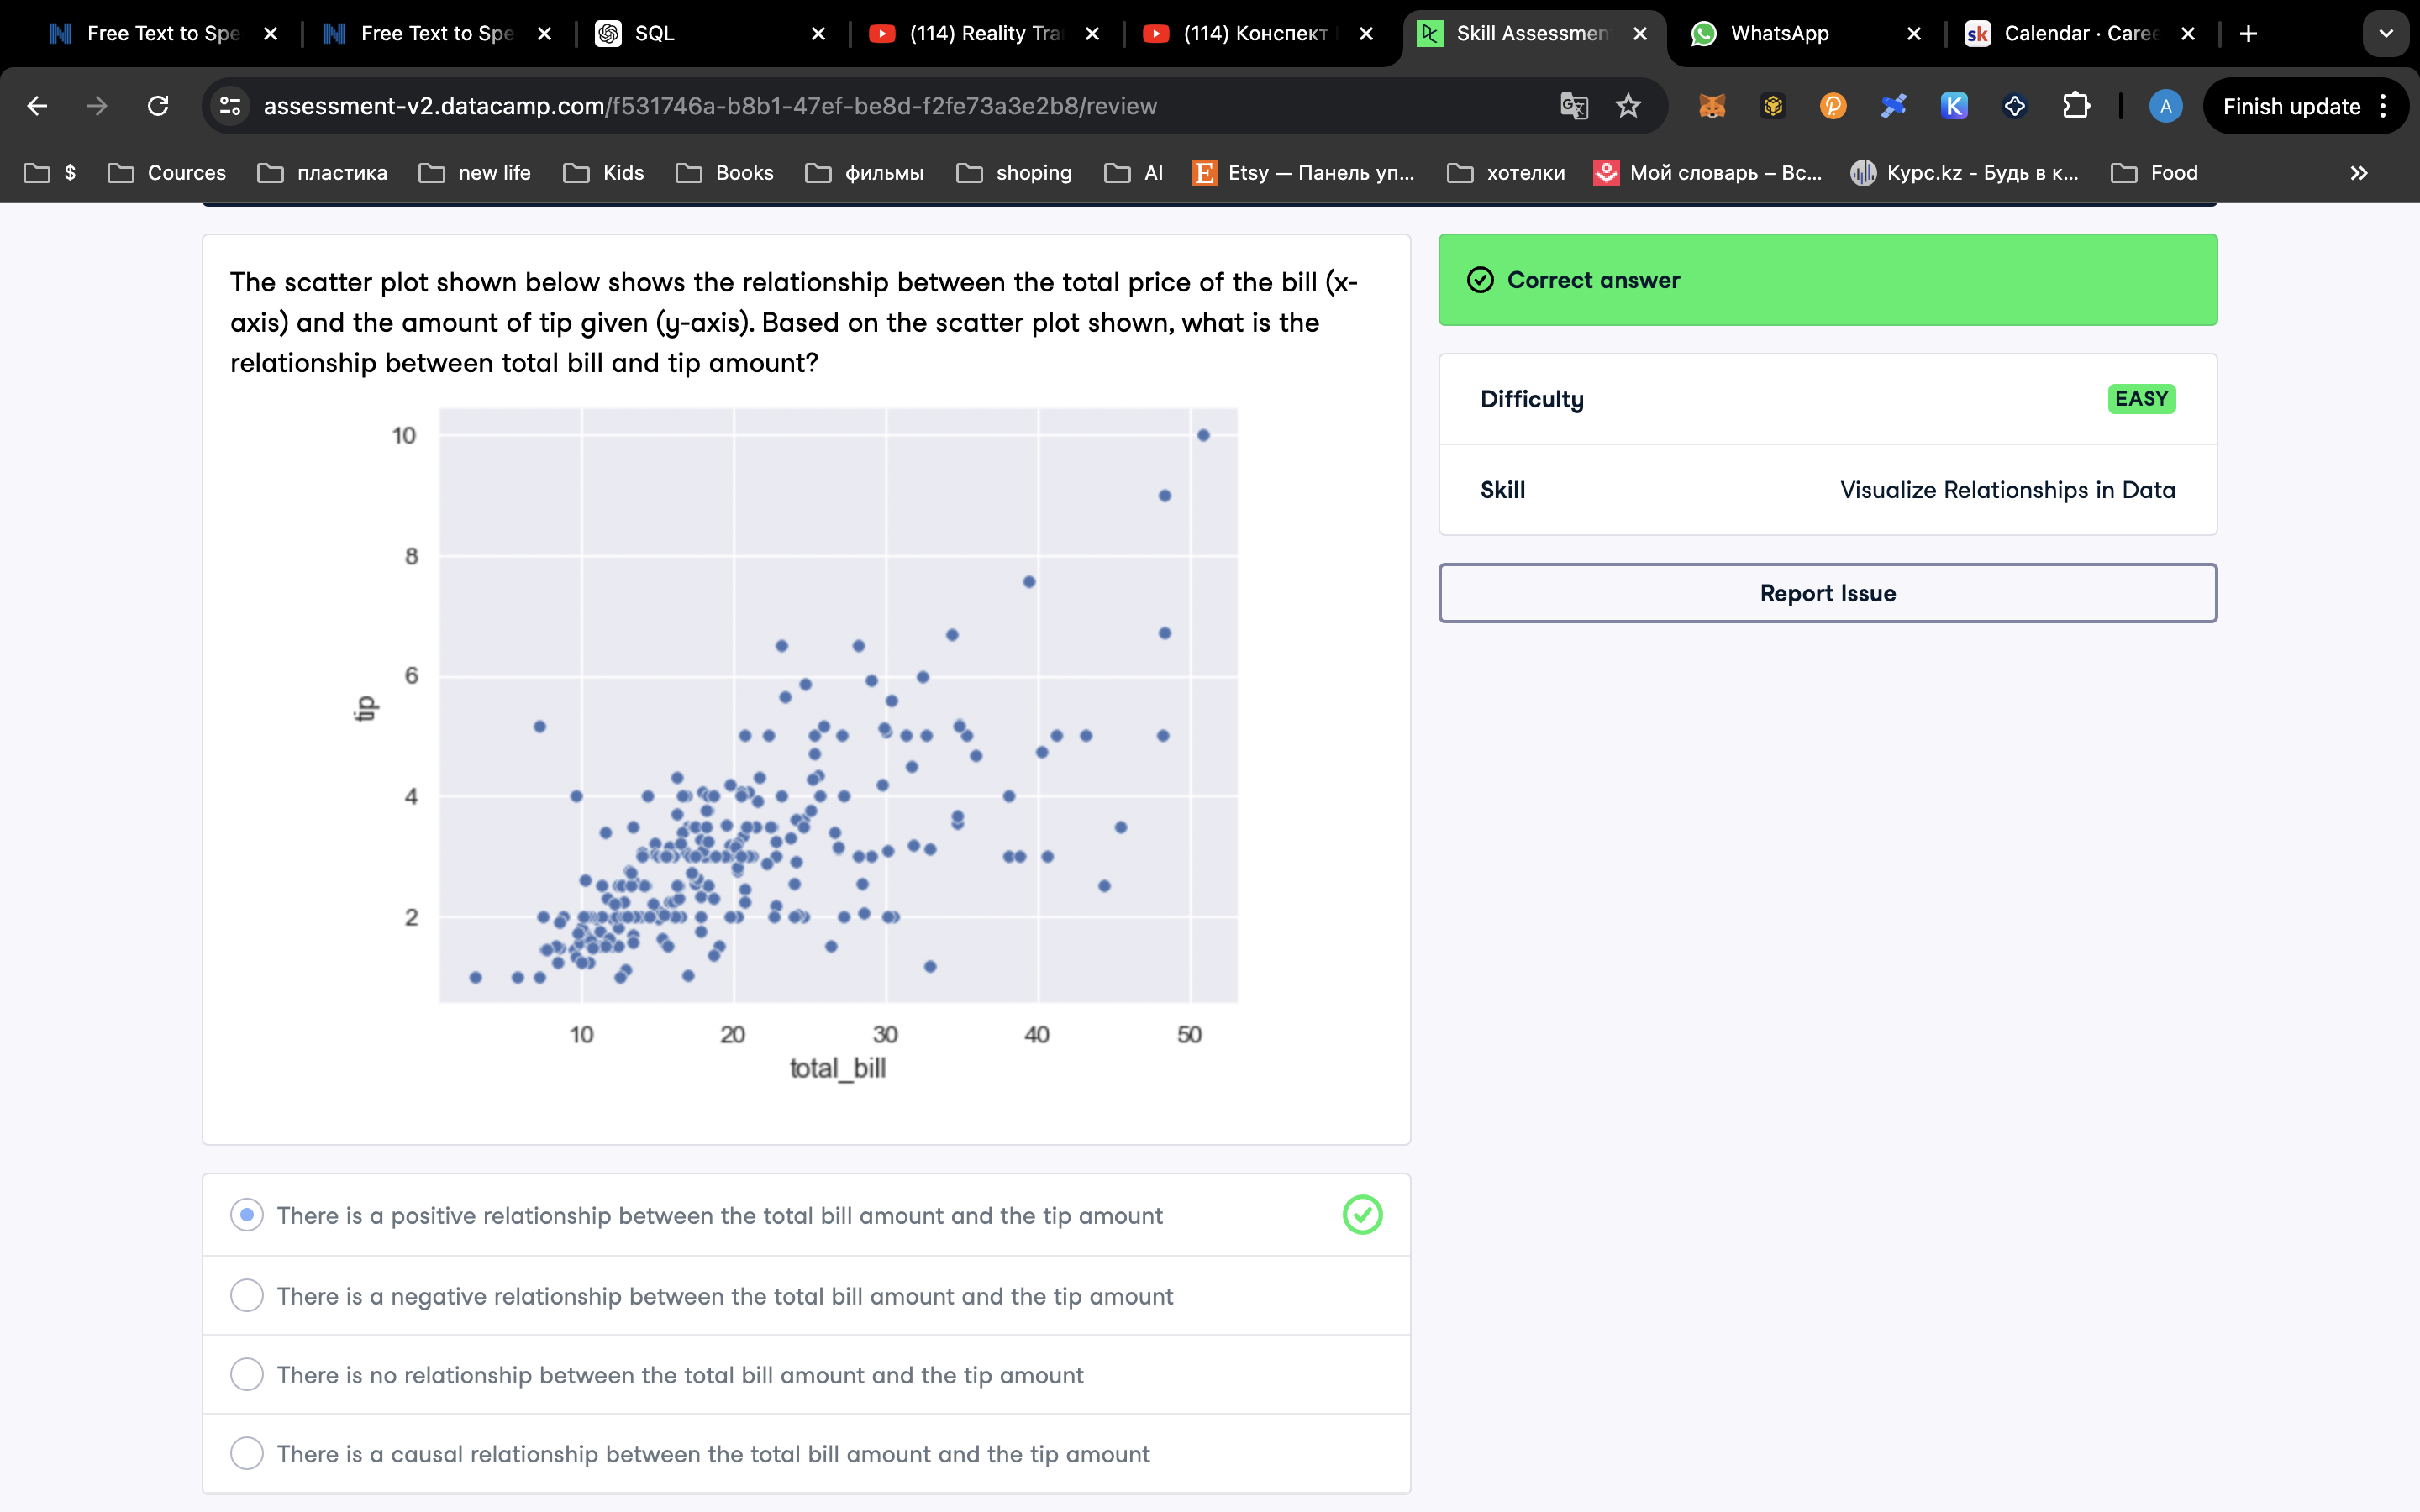 Free Text to Spe
Free Text to Spe
SQL
(114) Reality Tra
(114) Конспект
Skill Assessmen
WhatsApp
sk Calendar · Caree
assessment-v2.datacamp.com/f531746a-b8b1-47ef-be8d-f2fe73a3e2b8/review
K
A
Finish update
$
Cources
пластика
new life
Kids
Books
фильмы
shoping
AI
E Etsy — Панель уп...
хотелки
Мой словарь – Вс...
Курс.kz - Будь в к...
Food
The scatter plot shown below shows the relationship between the total price of the bill (x-
axis) and the amount of tip given (y-axis). Based on the scatter plot shown, what is the
relationship between total bill and tip amount?
10
8
6
4
2
tip
10 20 30 40 50
total_bill
There is a positive relationship between the total bill amount and the tip amount
There is a negative relationship between the total bill amount and the tip amount
There is no relationship between the total bill amount and the tip amount
There is a causal relationship between the total bill amount and the tip amount
Correct answer
Difficulty EASY
Skill Visualize Relationships in Data
Report Issue